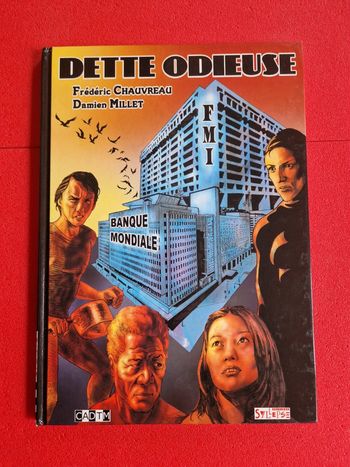 DETTE ODIEUSE
Frédéric CHAUVREAU
Damien MILLET
FMI
BANQUE
MONDIALE
CADTM
SYLLEPSE